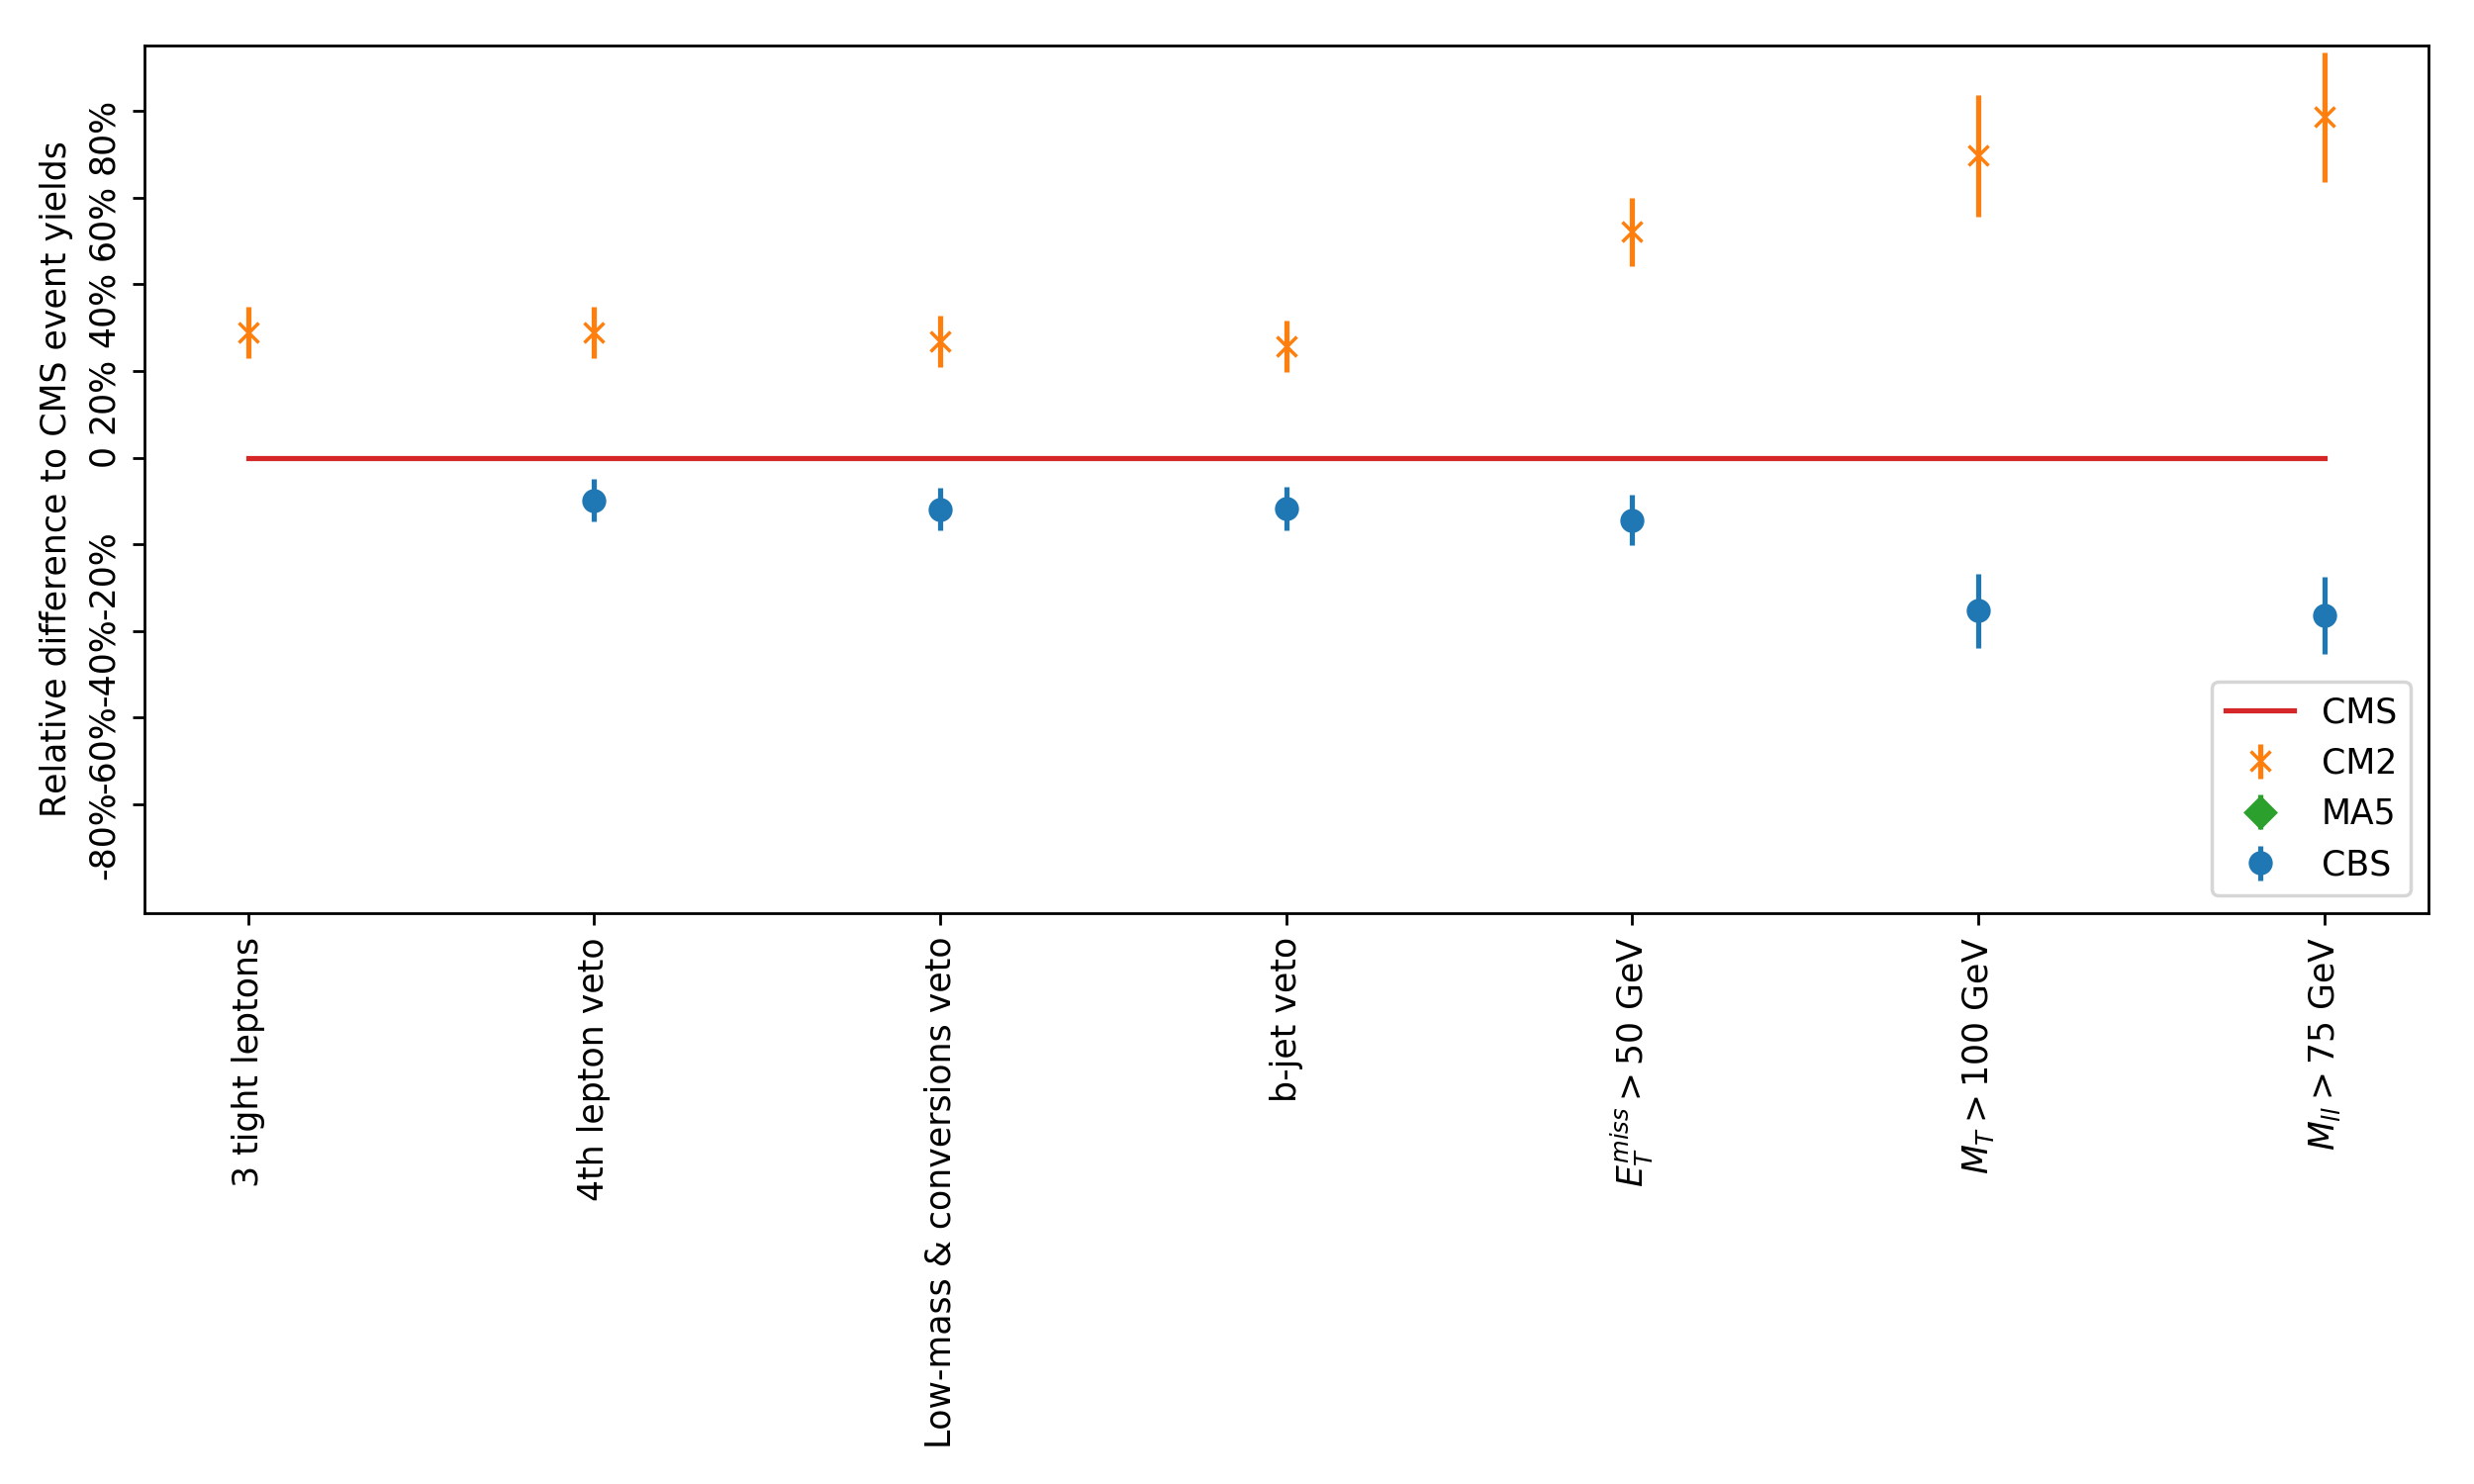 Relative difference to CMS event yields
80%
60%
40%
20%
0
-20%
-40%
-60%
-80%
CMS
CM2
MA5
CBS
3 tight leptons
4th lepton veto
Low-mass & conversions veto
b-jet veto
E_T^{miss} > 50 GeV
M_T > 100 GeV
M_{lll} > 75 GeV